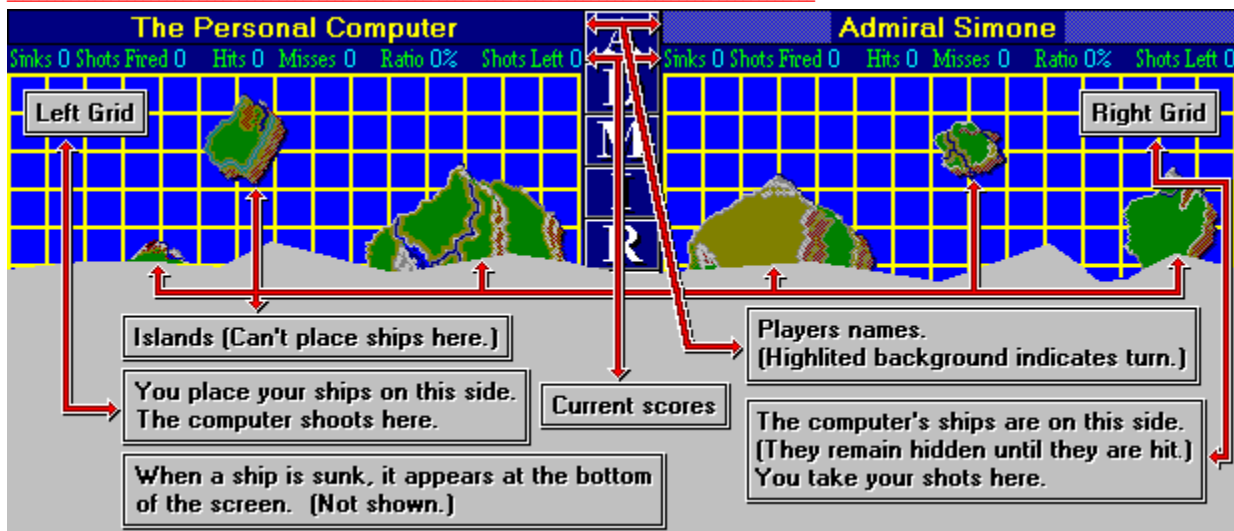 The Personal Computer
Admiral Simone
Sinks 0 Shots Fired 0 Hits 0 Misses 0 Ratio 0% Shots Left 0
Sinks 0 Shots Fired 0 Hits 0 Misses 0 Ratio 0% Shots Left 0
A
D
M
I
R
Left Grid
Right Grid
Islands (Can't place ships here.)
Players names.
(Highlited background indicates turn.)
You place your ships on this side.
The computer shoots here.
Current scores
The computer's ships are on this side.
(They remain hidden until they are hit.)
You take your shots here.
When a ship is sunk, it appears at the bottom
of the screen. (Not shown.)